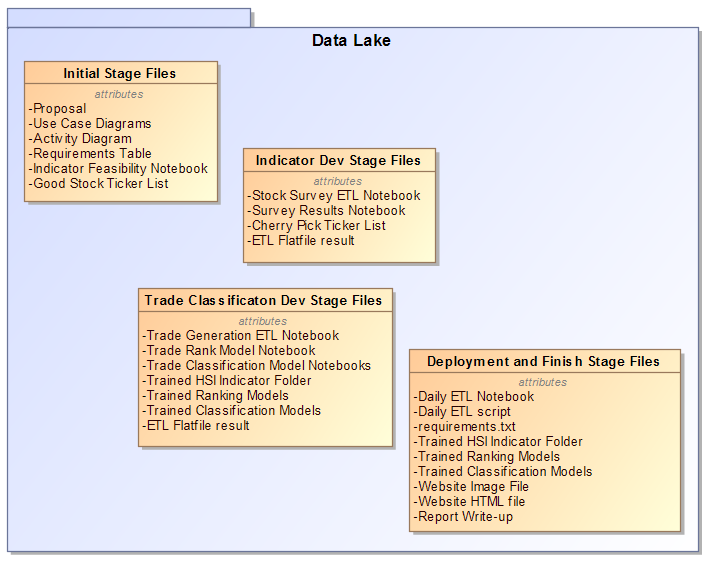 Data Lake
Initial Stage Files
attributes
-Proposal
-Use Case Diagrams
-Activity Diagram
-Requirements Table
-Indicator Feasibility Notebook
-Good Stock Ticker List
Indicator Dev Stage Files
attributes
-Stock Survey ETL Notebook
-Survey Results Notebook
-Cherry Pick Ticker List
-ETL Flatfile result
Trade Classificaton Dev Stage Files
attributes
-Trade Generation ETL Notebook
-Trade Rank Model Notebook
-Trade Classification Model Notebooks
-Trained HSI Indicator Folder
-Trained Ranking Models
-Trained Classification Models
-ETL Flatfile result
Deployment and Finish Stage Files
attributes
-Daily ETL Notebook
-Daily ETL script
-requirements.txt
-Trained HSI Indicator Folder
-Trained Ranking Models
-Trained Classification Models
-Website Image File
-Website HTML file
-Report Write-up